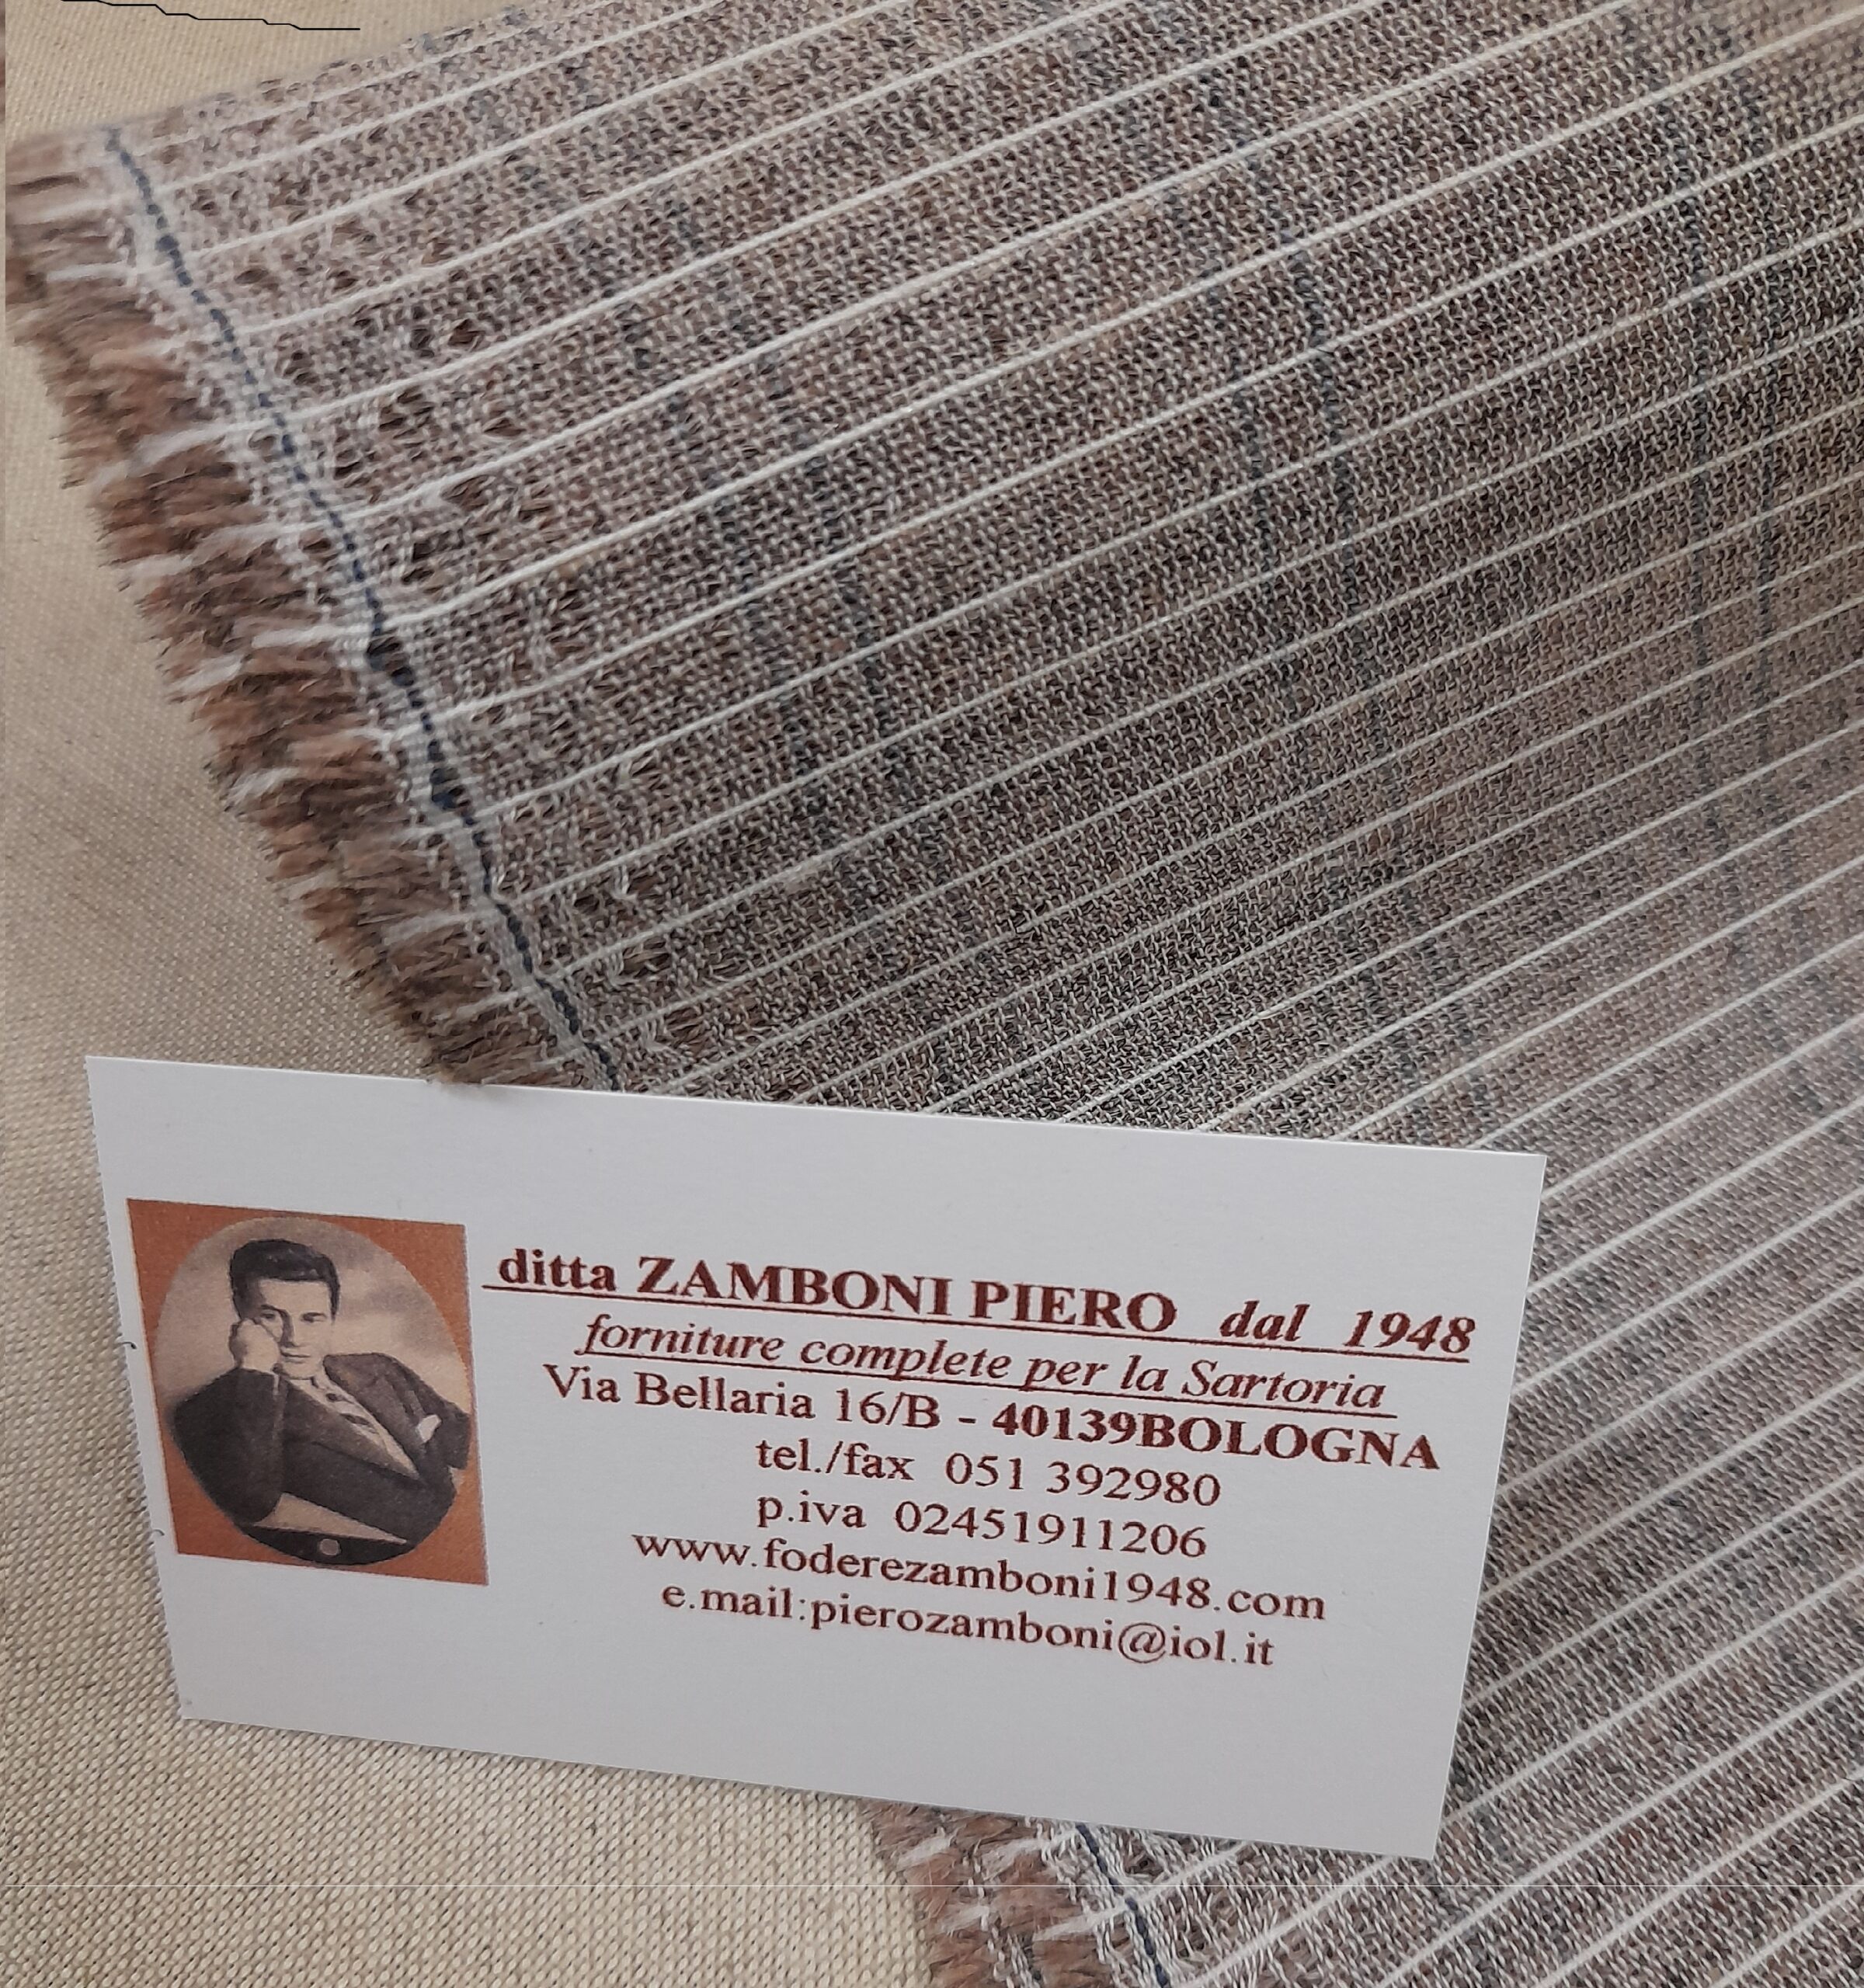 ditta ZAMBONI PIERO dal 1948
forniture complete per la Sartoria
Via Bellaria 16/B - 40139BOLOGNA
tel./fax 051 392980
p.iva 02451911206
www.foderezamboni1948.com
e.mail:pierozamboni@iol.it